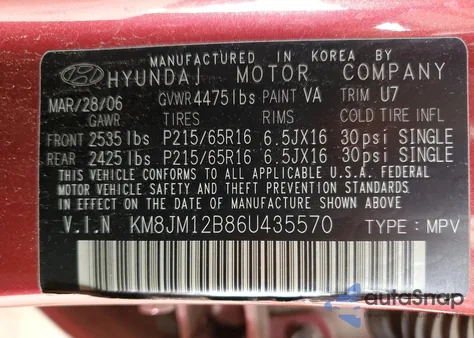 MANUFACTURED IN KOREA BY
HYUNDAI MOTOR COMPANY
MAR/28/06 GVWR 4475lbs PAINT VA TRIM U7
GAWR TIRES RIMS COLD TIRE INFL
FRONT 2535lbs P215/65R16 6.5JX16 30psi SINGLE
REAR 2425lbs P215/65R16 6.5JX16 30psi SINGLE
THIS VEHICLE CONFORMS TO ALL APPLICABLE U.S.A. FEDERAL
MOTOR VEHICLE SAFETY AND THEFT PREVENTION STANDARDS
IN EFFECT ON THE DATE OF MANUFACTURE SHOWN ABOVE.
V.I.N KM8JM12B86U435570 TYPE: MPV
autoSnap